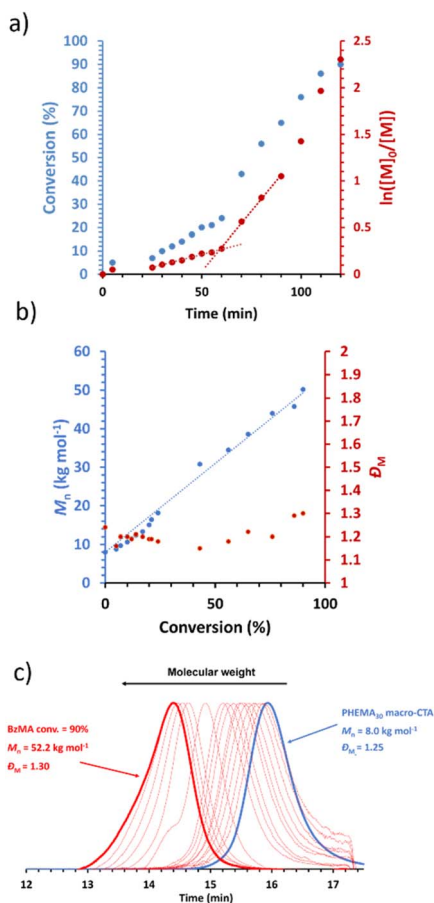 a)
100
90
80
70
60
50
40
30
20
10
0
Conversion (%)
2.5
2
1.5
1
0.5
0
ln([M]₀/[M])
0
50
100
Time (min)
b)
60
50
40
30
20
10
0
Mn (kg mol⁻¹)
2
1.9
1.8
1.7
1.6
1.5
1.4
1.3
1.2
1.1
1
ĐM
0
50
100
Conversion (%)
c)
Molecular weight
BzMA conv. = 90%
Mn = 52.2 kg mol⁻¹
ĐM = 1.30
PHEMA₃₀ macro-CTA
Mn = 8.0 kg mol⁻¹
ĐM = 1.25
12
13
14
15
16
17
Time (min)